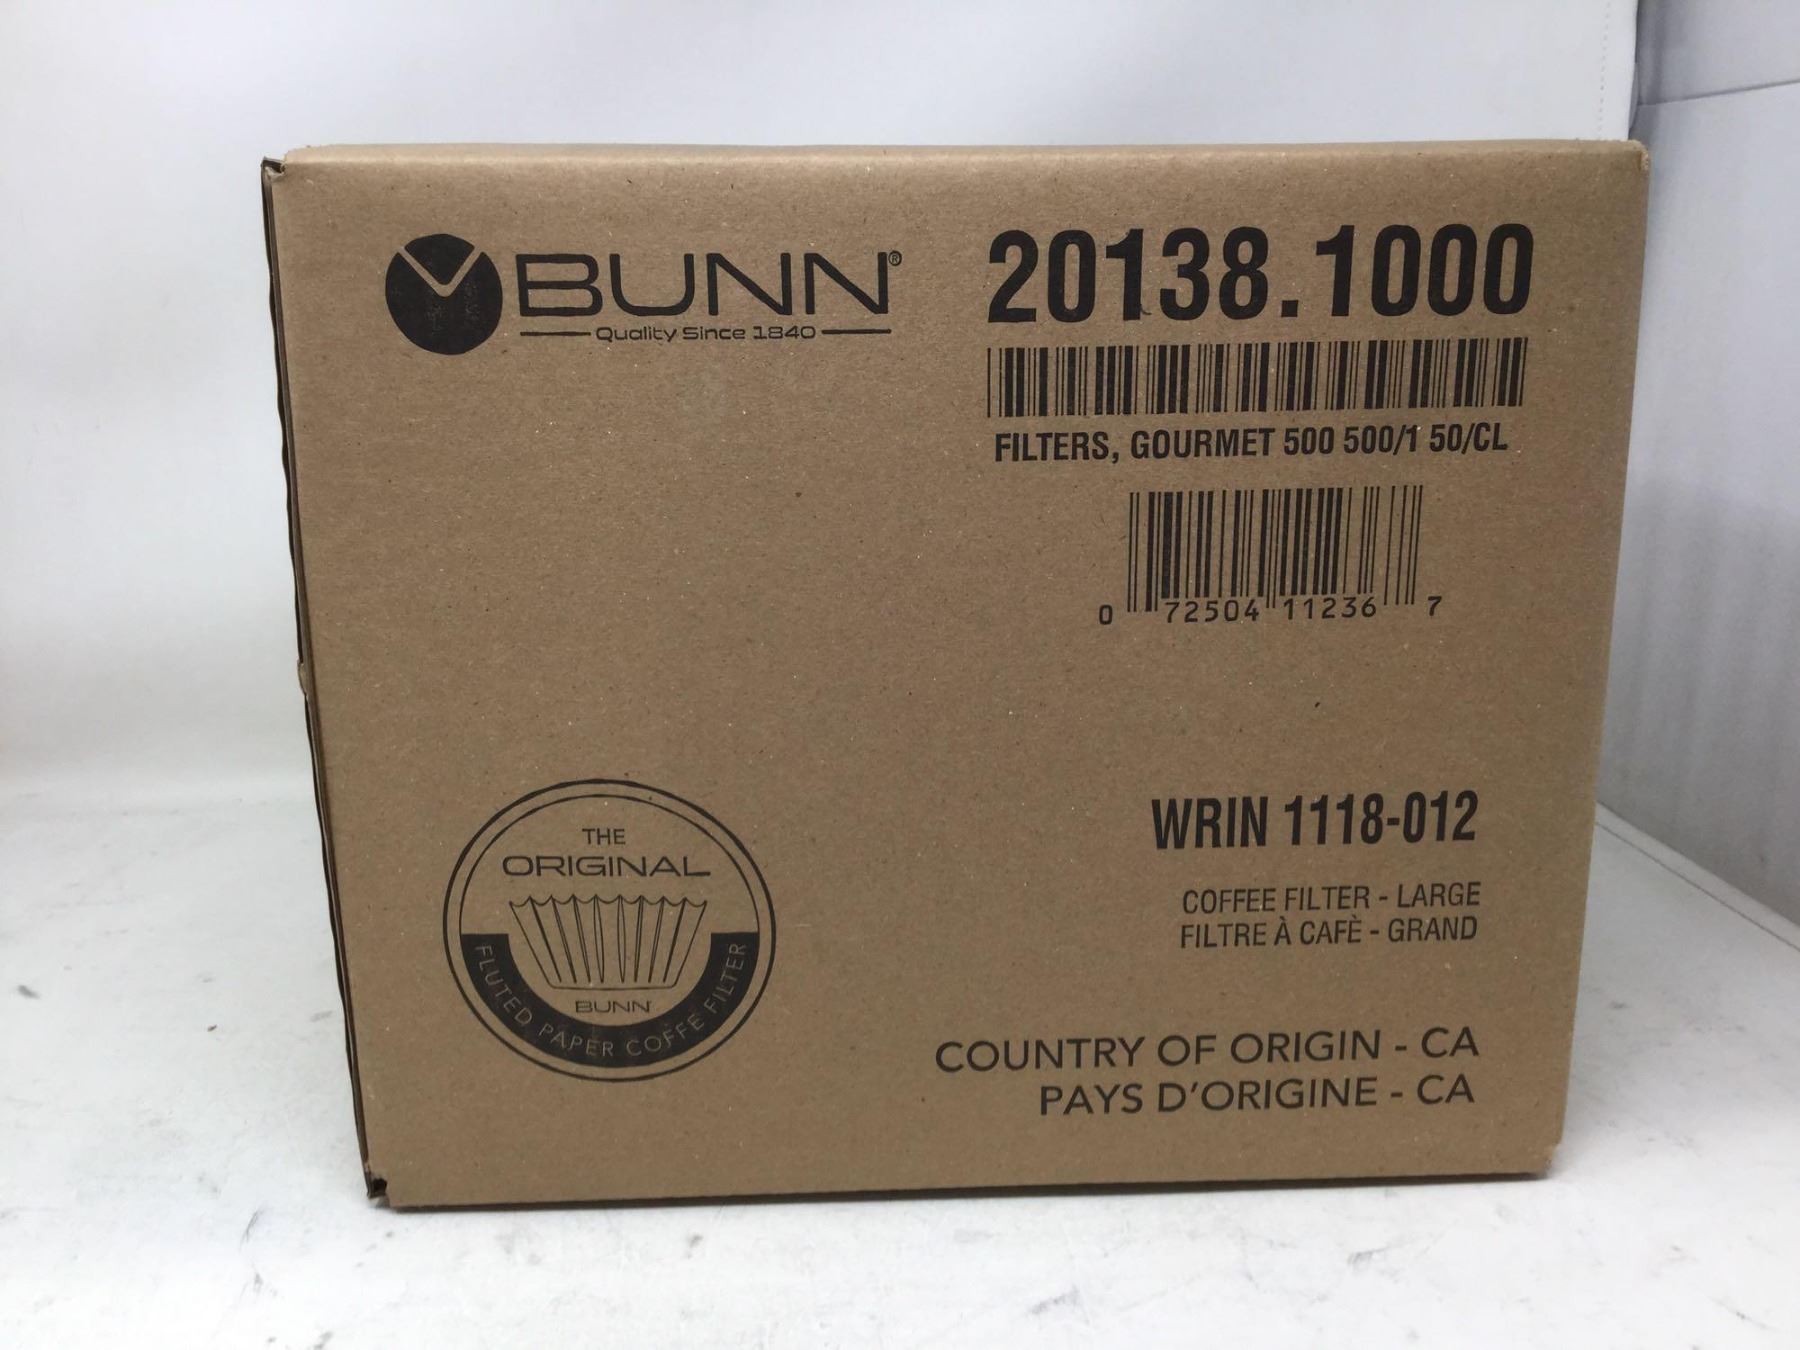 BUNN®
Quality Since 1840
20138.1000
FILTERS, GOURMET 500 500/1 50/CL
0 72504 11236 7
THE
ORIGINAL
BUNN
FLUTED PAPER COFFE FILTER
WRIN 1118-012
COFFEE FILTER - LARGE
FILTRE À CAFÈ - GRAND
COUNTRY OF ORIGIN - CA
PAYS D'ORIGINE - CA